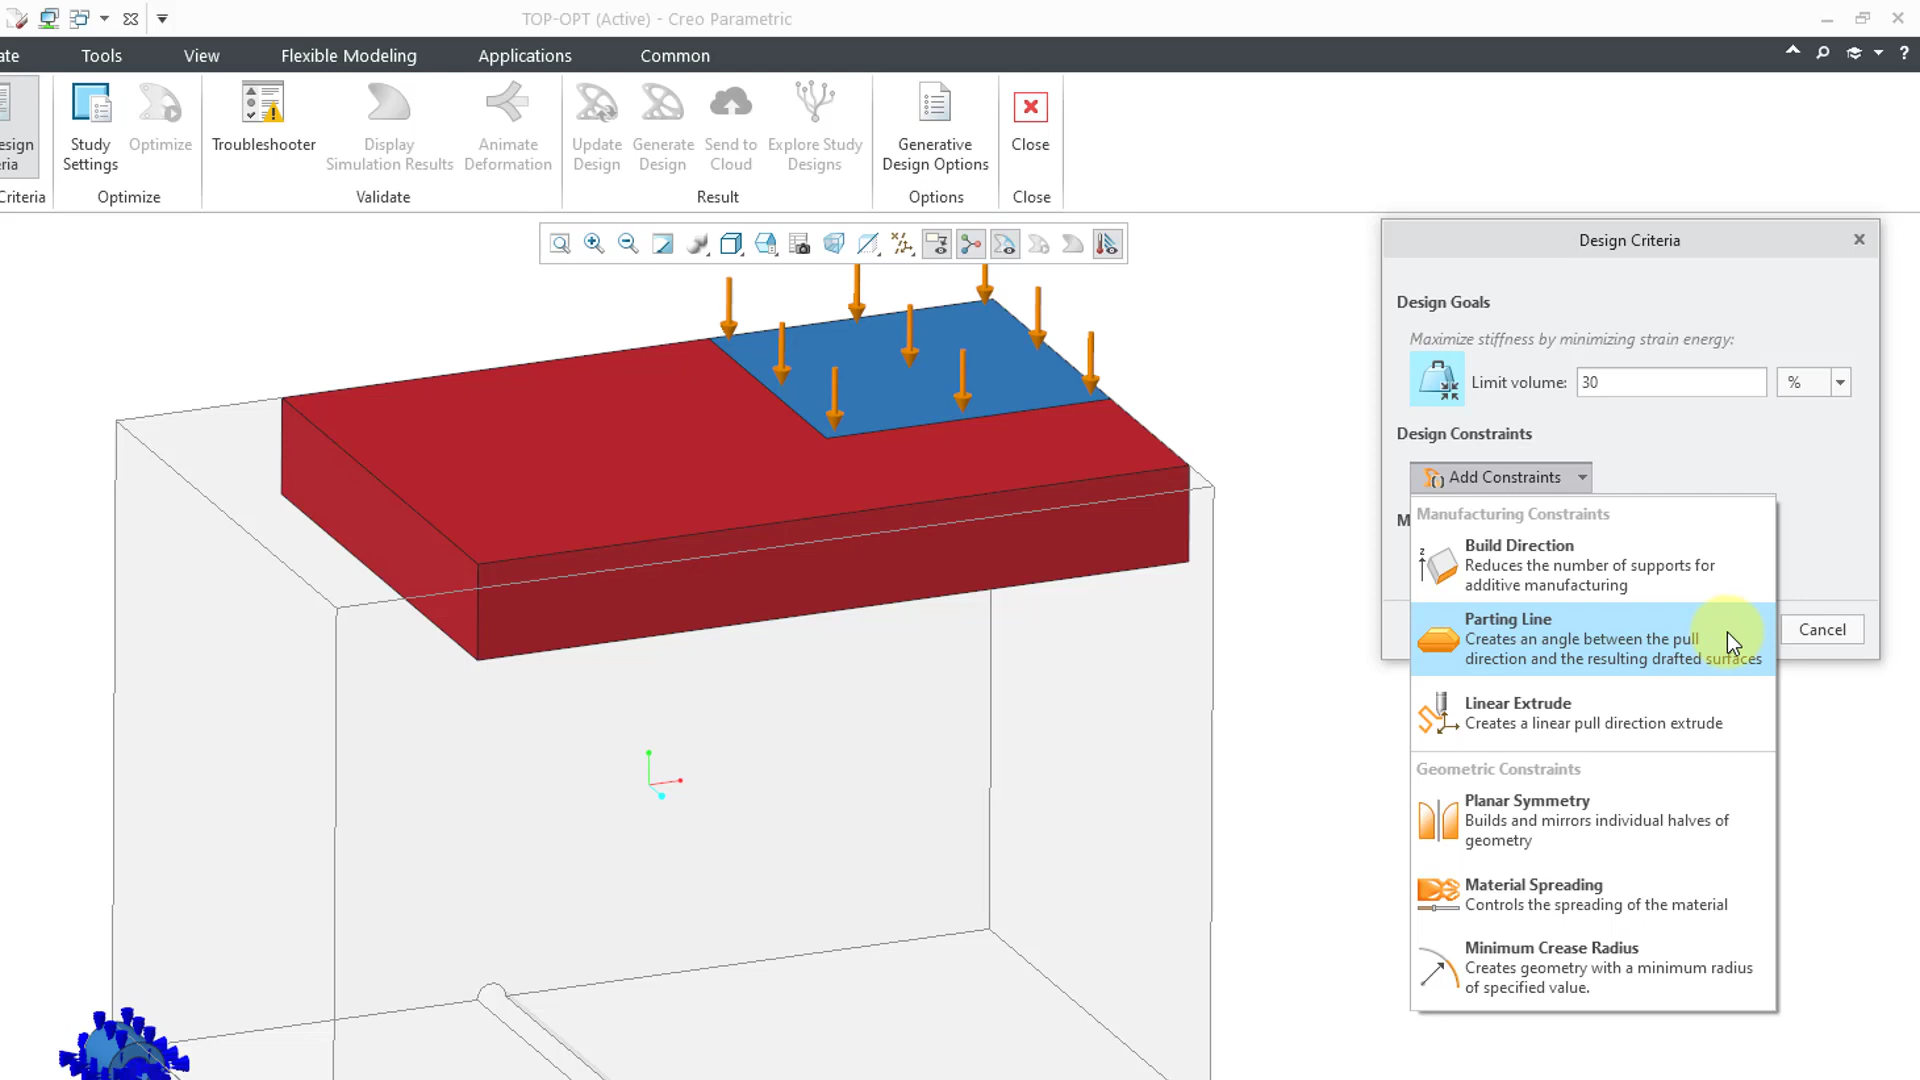 TOP-OPT (Active) - Creo Parametric
ate Tools View Flexible Modeling Applications Common
esign
eria
Study
Settings
Optimize
Troubleshooter
Display
Simulation Results
Animate
Deformation
Update
Design
Generate
Design
Send to
Cloud
Explore Study
Designs
Generative
Design Options
Close
Criteria Optimize Validate Result Options Close
Design Criteria
Design Goals
Maximize stiffness by minimizing strain energy:
Limit volume: 30 %
Design Constraints
Add Constraints
M
Manufacturing Constraints
Build Direction
Reduces the number of supports for
additive manufacturing
Parting Line
Creates an angle between the pull
direction and the resulting drafted surfaces
Cancel
Linear Extrude
Creates a linear pull direction extrude
Geometric Constraints
Planar Symmetry
Builds and mirrors individual halves of
geometry
Material Spreading
Controls the spreading of the material
Minimum Crease Radius
Creates geometry with a minimum radius
of specified value.